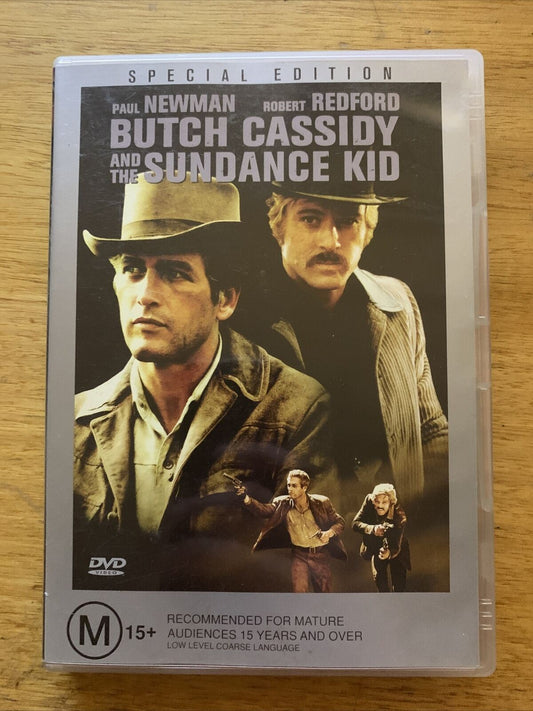 SPECIAL EDITION
PAUL NEWMAN ROBERT REDFORD
BUTCH CASSIDY
AND THE SUNDANCE KID
DVD
VIDEO
M 15+
RECOMMENDED FOR MATURE
AUDIENCES 15 YEARS AND OVER
LOW LEVEL COARSE LANGUAGE